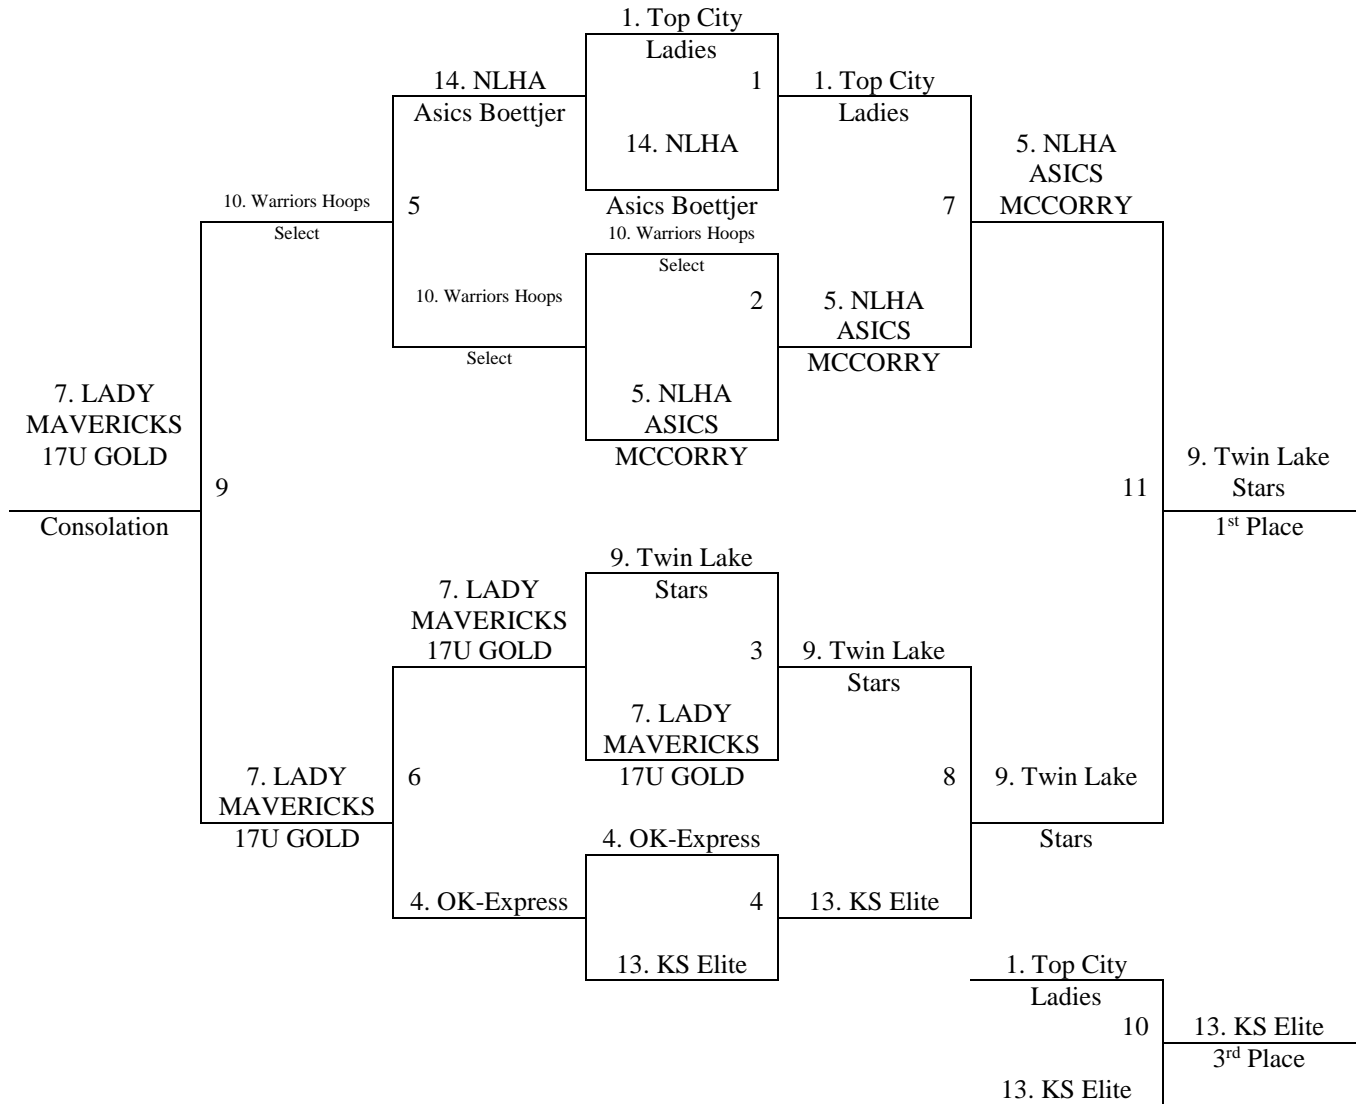 1. Top City
Ladies
14. NLHA
1
1. Top City
Asics Boettjer
Ladies
14. NLHA
5. NLHA
ASICS
MCCORRY
10. Warriors Hoops
Select
5
Asics Boettjer
7
10. Warriors Hoops
Select
10. Warriors Hoops
Select
2
5. NLHA
ASICS
MCCORRY
7. LADY
MAVERICKS
17U GOLD
5. NLHA
ASICS
MCCORRY
9
11
9. Twin Lake
Stars
Consolation
1st Place
9. Twin Lake
Stars
7. LADY
MAVERICKS
17U GOLD
3
9. Twin Lake
Stars
7. LADY
MAVERICKS
17U GOLD
7. LADY
MAVERICKS
17U GOLD
6
8
9. Twin Lake
Stars
4. OK-Express
4. OK-Express
4
13. KS Elite
13. KS Elite
1. Top City
Ladies
10
13. KS Elite
3rd Place
13. KS Elite